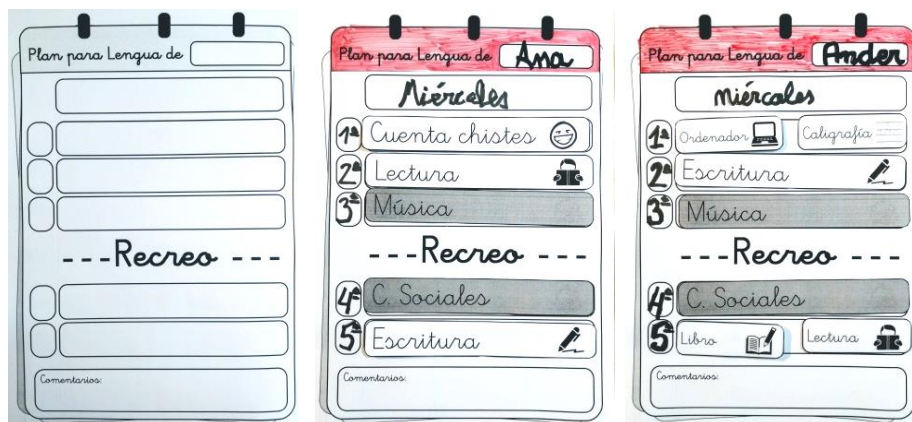 Plan para Lengua de
---Recreo ---
Comentarios:
Plan para Lengua de Ana
Miércoles
1ª Cuenta chistes
2ª Lectura
3ª Música
---Recreo ---
4ª C. Sociales
5ª Escritura
Comentarios:
Plan para Lengua de Ander
miércoles
1ª Ordenador Caligrafía
2ª Escritura
3ª Música
---Recreo ---
4ª C. Sociales
5ª Libro Lectura
Comentarios: